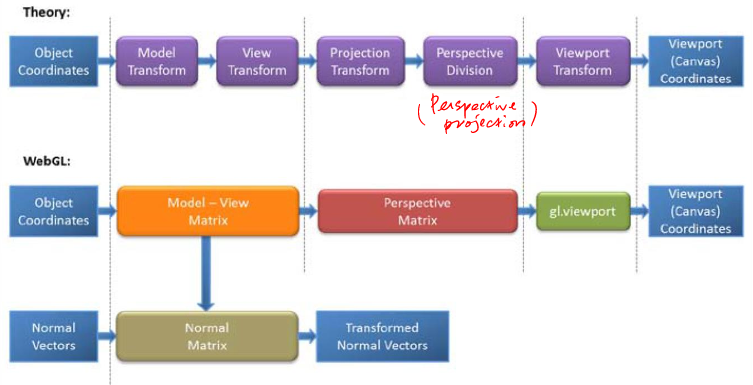 Theory:
Object
Coordinates
Model
Transform
View
Transform
Projection
Transform
Perspective
Division
Viewport
Transform
Viewport
(Canvas)
Coordinates
(Perspective
projection)
WebGL:
Object
Coordinates
Model – View
Matrix
Perspective
Matrix
gl.viewport
Viewport
(Canvas)
Coordinates
Normal
Vectors
Normal
Matrix
Transformed
Normal Vectors